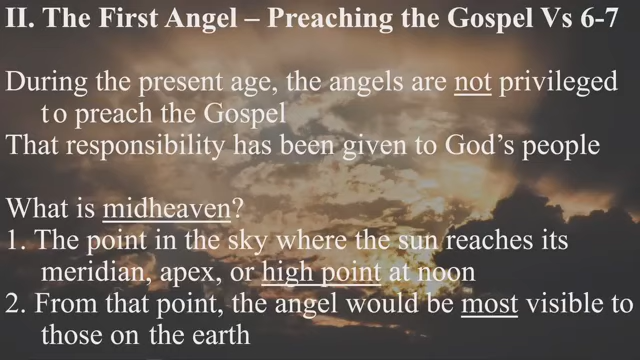 II. The First Angel – Preaching the Gospel Vs 6-7
During the present age, the angels are not privileged
to preach the Gospel
That responsibility has been given to God’s people
What is midheaven?
1. The point in the sky where the sun reaches its
meridian, apex, or high point at noon
2. From that point, the angel would be most visible to
those on the earth